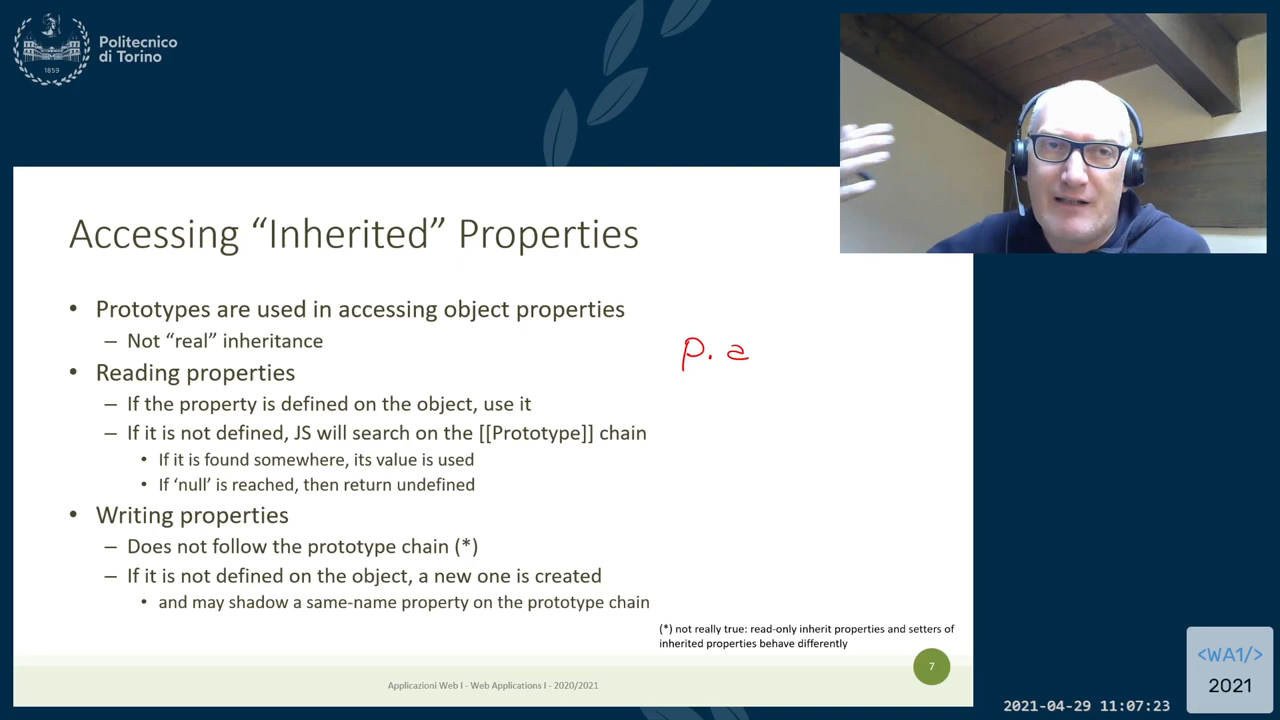 Politecnico
di Torino
1859
Accessing “Inherited” Properties
• Prototypes are used in accessing object properties
– Not “real” inheritance
p. a
• Reading properties
– If the property is defined on the object, use it
– If it is not defined, JS will search on the [[Prototype]] chain
• If it is found somewhere, its value is used
• If ‘null’ is reached, then return undefined
• Writing properties
– Does not follow the prototype chain (*)
– If it is not defined on the object, a new one is created
• and may shadow a same-name property on the prototype chain
(*) not really true: read-only inherit properties and setters of
inherited properties behave differently
7
Applicazioni Web I - Web Applications I - 2020/2021
<WA1/>
2021
2021-04-29 11:07:23